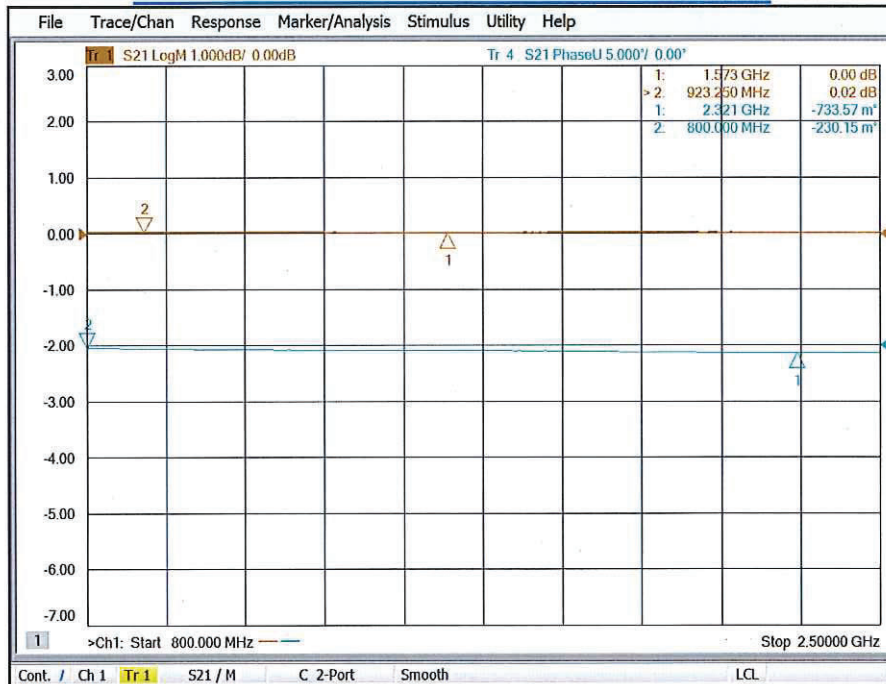 File Trace/Chan Response Marker/Analysis Stimulus Utility Help
Tr 1 S21 LogM 1.000dB/ 0.00dB Tr 4 S21 PhaseU 5.000°/ 0.00°
1: 1.573 GHz 0.00 dB
> 2: 923.250 MHz 0.02 dB
1: 2.321 GHz -733.57 m°
2: 800.000 MHz -230.15 m°
3.00
2.00
1.00
0.00
-1.00
-2.00
-3.00
-4.00
-5.00
-6.00
-7.00
2
1
2
1
1 >Ch1: Start 800.000 MHz Stop 2.50000 GHz
Cont. / Ch 1 Tr 1 S21 / M C 2-Port Smooth LCL